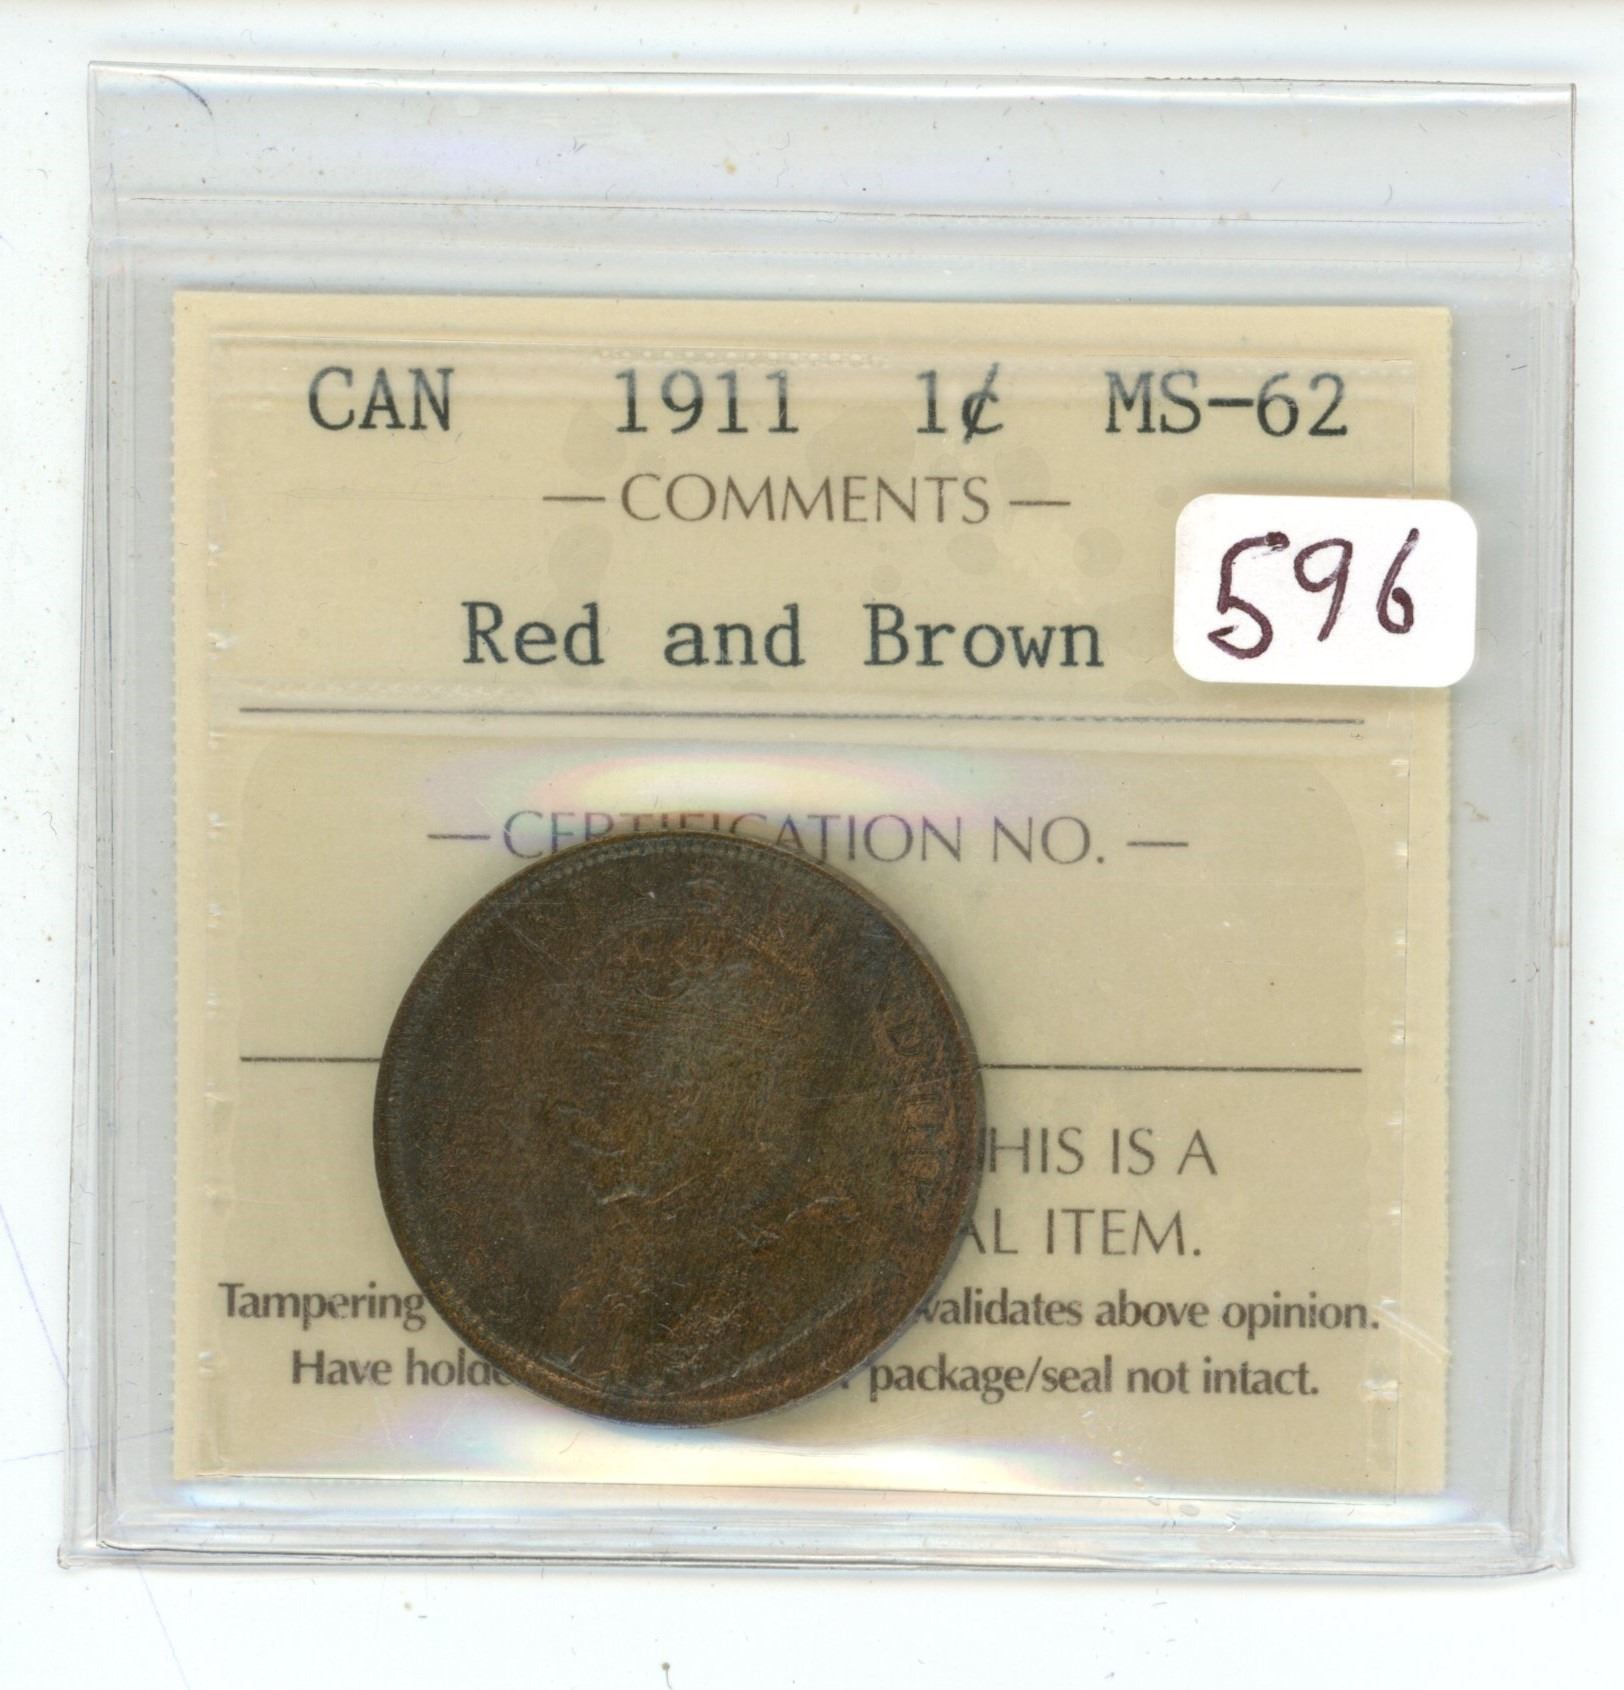 CAN 1911 1¢ MS-62
— COMMENTS —
596
Red and Brown
— CERTIFICATION NO. —
HIS IS A
AL ITEM.
Tampering validates above opinion.
Have holde package/seal not intact.